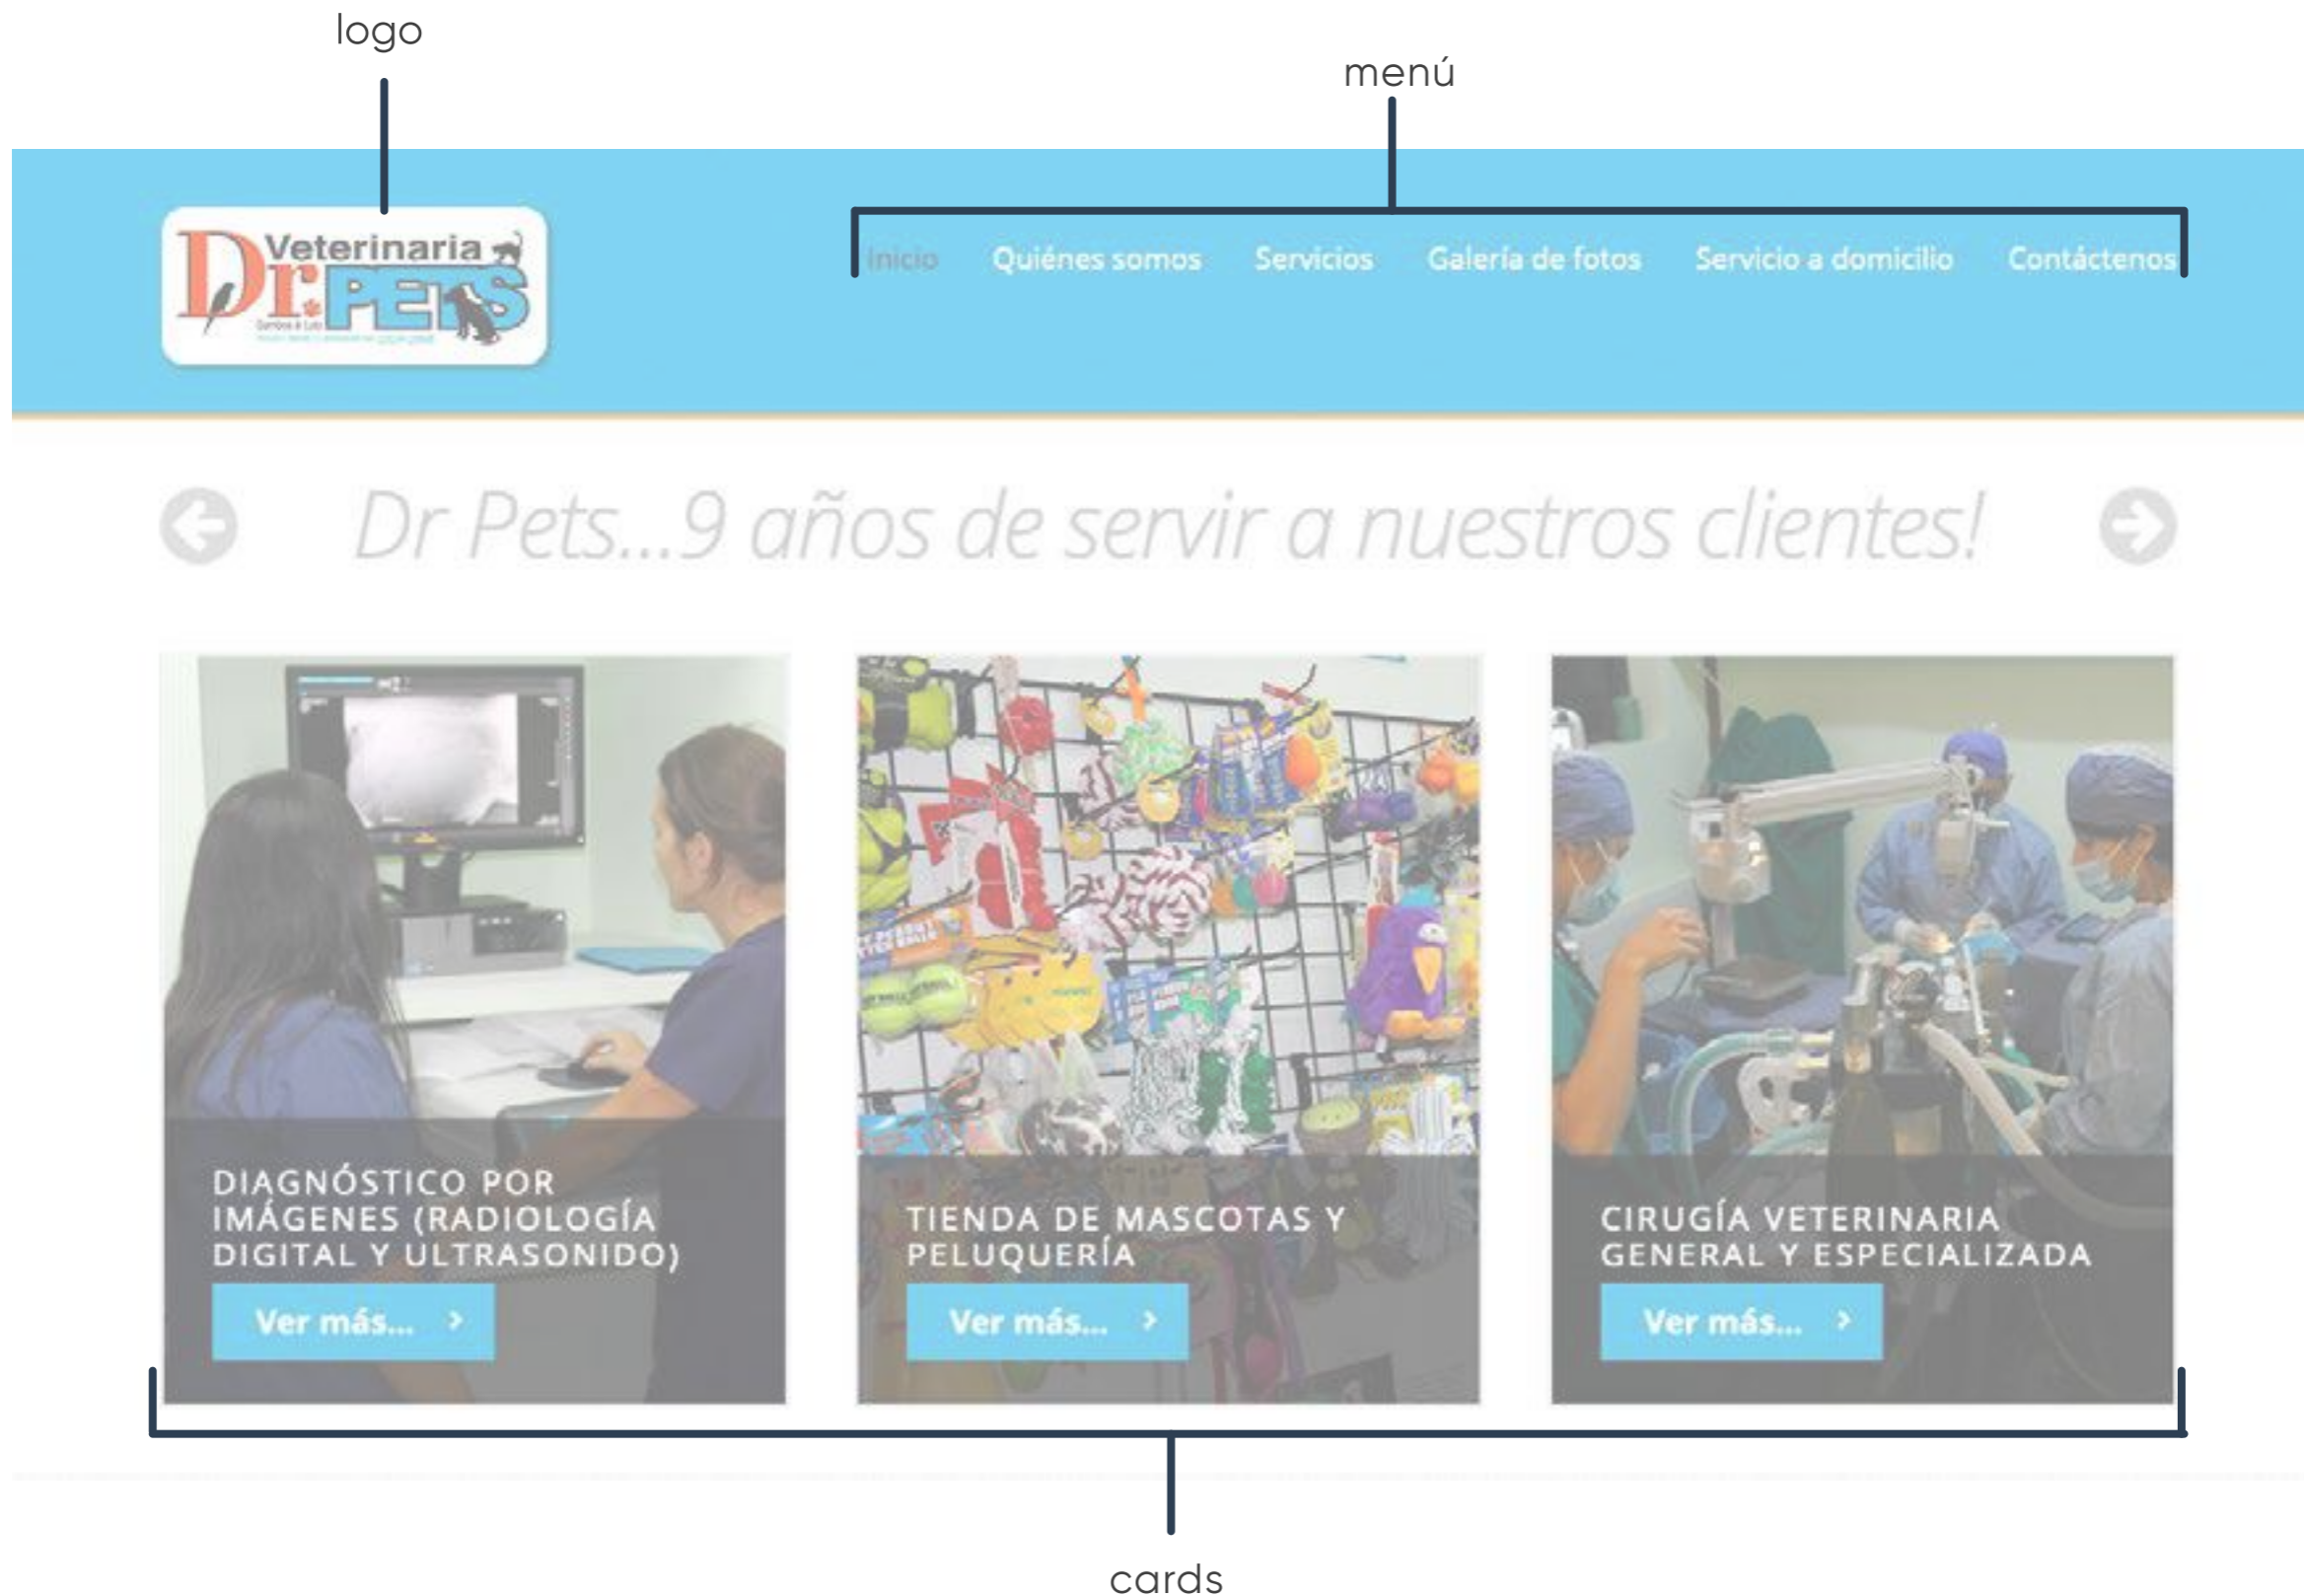 logo
menú
Veterinaria
Dr. PETS
Inicio Quiénes somos Servicios Galería de fotos Servicio a domicilio Contáctenos
Dr Pets...9 años de servir a nuestros clientes!
DIAGNÓSTICO POR
IMÁGENES (RADIOLOGÍA
DIGITAL Y ULTRASONIDO)
Ver más... >
TIENDA DE MASCOTAS Y
PELUQUERÍA
Ver más... >
CIRUGÍA VETERINARIA
GENERAL Y ESPECIALIZADA
Ver más... >
cards